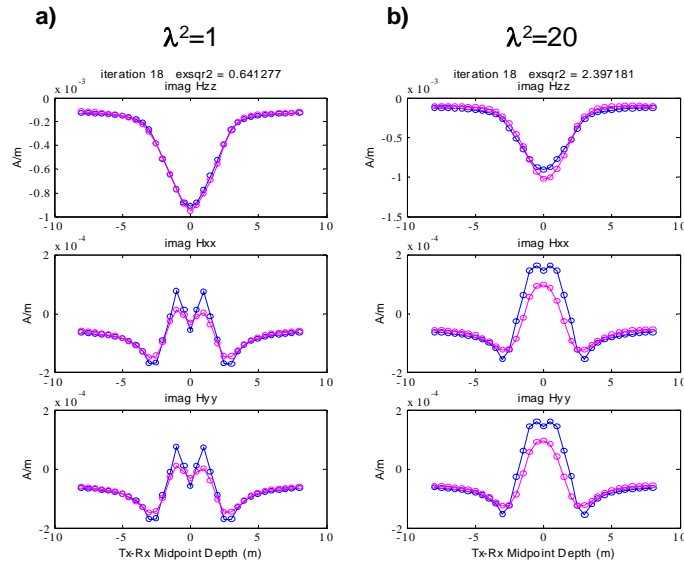 a)
λ²=1
iteration 18 exsqr2 = 0.641277
x 10⁻³
imag Hzz
0
-0.2
-0.4
-0.6
-0.8
-1
A/m
-10 -5 0 5 10
x 10⁻⁴
imag Hxx
2
0
-2
A/m
-10 -5 0 5 10
x 10⁻⁴
imag Hyy
2
0
-2
A/m
-10 -5 0 5 10
Tx-Rx Midpoint Depth (m)
b)
λ²=20
iteration 18 exsqr2 = 2.397181
x 10⁻³
imag Hzz
0
-0.5
-1
-1.5
A/m
-10 -5 0 5 10
x 10⁻⁴
imag Hxx
2
0
-2
A/m
-10 -5 0 5 10
x 10⁻⁴
imag Hyy
2
0
-2
A/m
-10 -5 0 5 10
Tx-Rx Midpoint Depth (m)